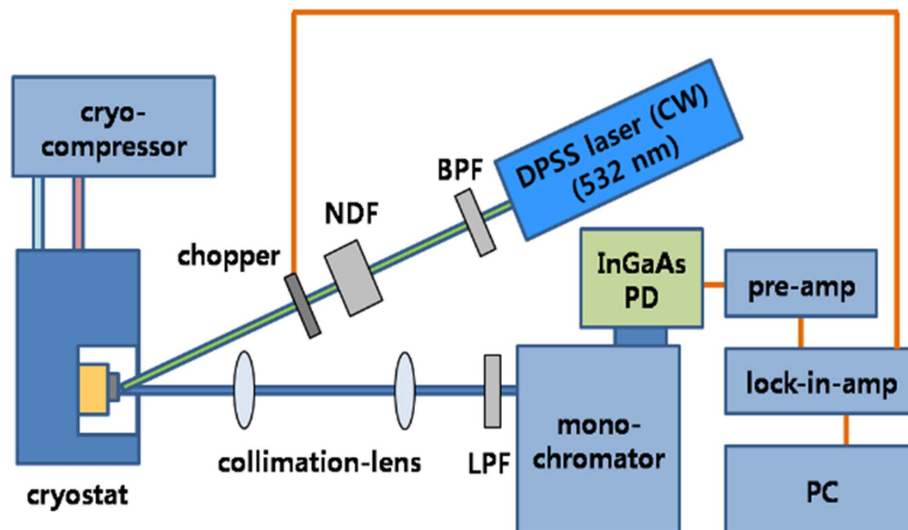 cryo-
compressor
DPSS laser (CW)
(532 nm)
BPF
NDF
chopper
InGaAs
PD
pre-amp
lock-in-amp
mono-
chromator
collimation-lens
LPF
cryostat
PC